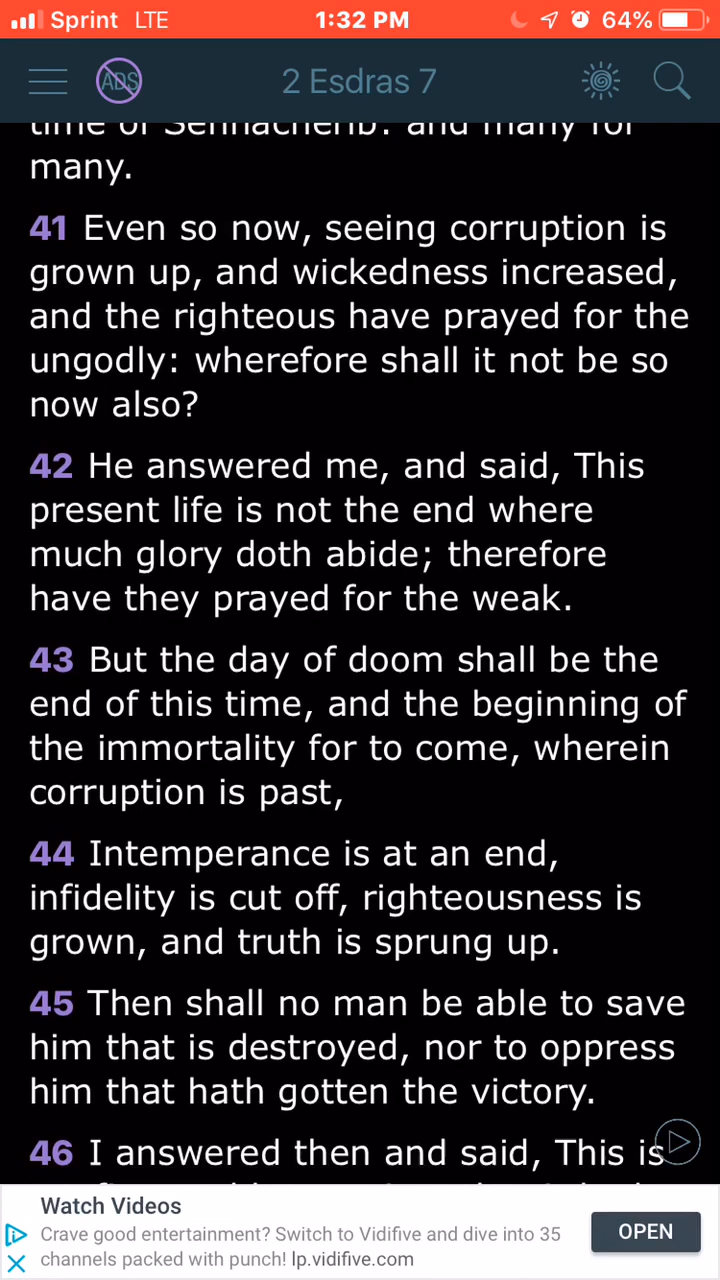 Sprint LTE 1:32 PM 64%
ADS 2 Esdras 7
time of Sennacherib: and many for
many.
41 Even so now, seeing corruption is
grown up, and wickedness increased,
and the righteous have prayed for the
ungodly: wherefore shall it not be so
now also?
42 He answered me, and said, This
present life is not the end where
much glory doth abide; therefore
have they prayed for the weak.
43 But the day of doom shall be the
end of this time, and the beginning of
the immortality for to come, wherein
corruption is past,
44 Intemperance is at an end,
infidelity is cut off, righteousness is
grown, and truth is sprung up.
45 Then shall no man be able to save
him that is destroyed, nor to oppress
him that hath gotten the victory.
46 I answered then and said, This is
Watch Videos
Crave good entertainment? Switch to Vidifive and dive into 35
channels packed with punch! lp.vidifive.com
OPEN